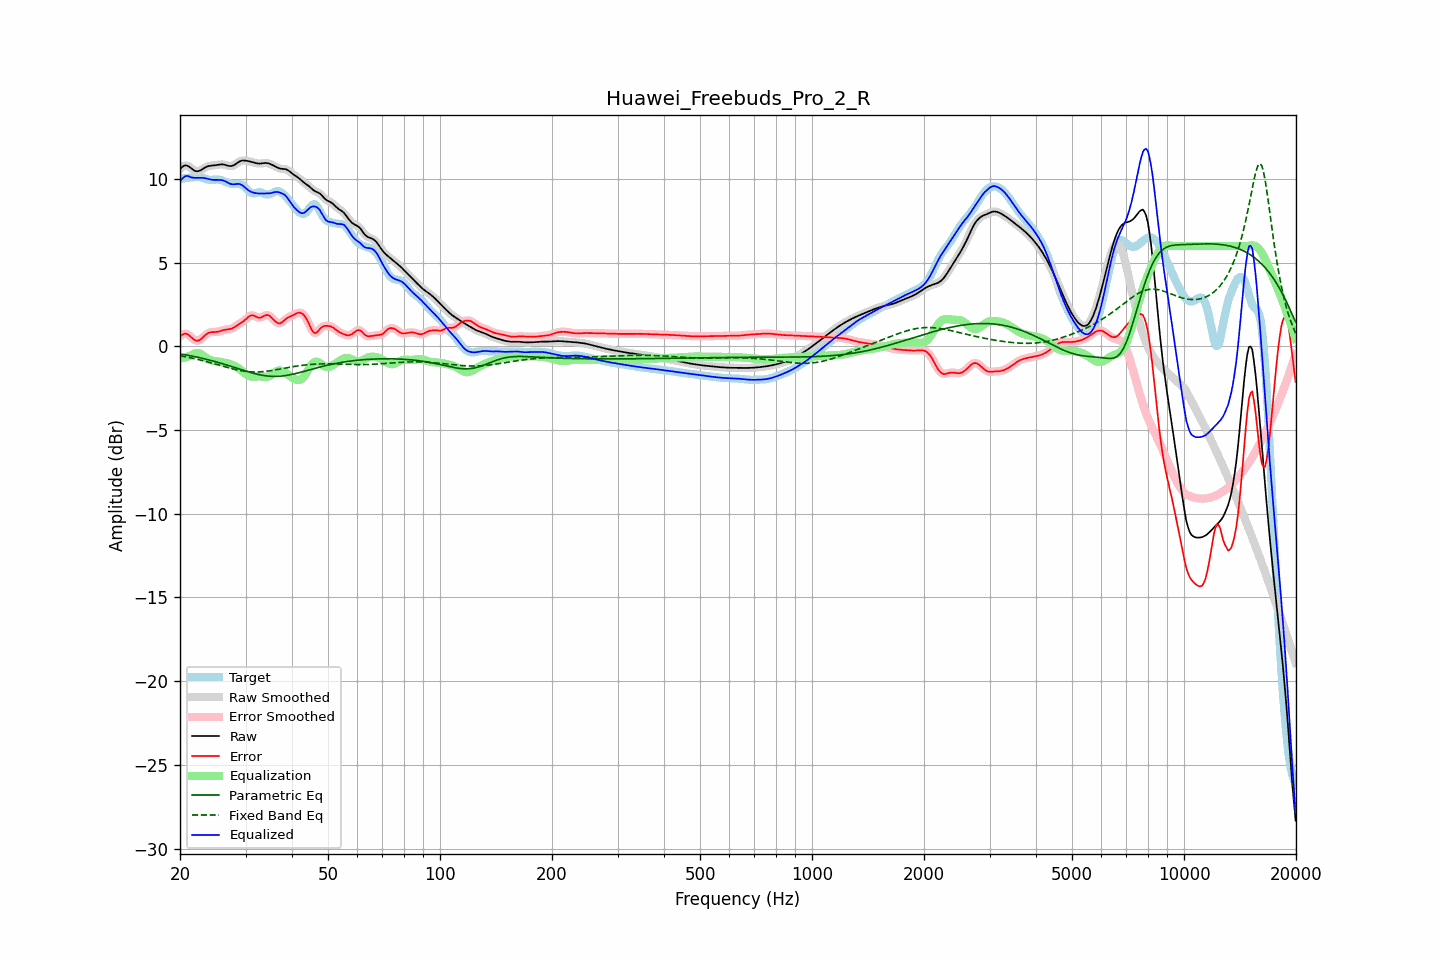 Huawei_Freebuds_Pro_2_R
Amplitude (dBr)
10
5
0
−5
−10
−15
−20
−25
−30
Target
Raw Smoothed
Error Smoothed
Raw
Error
Equalization
Parametric Eq
Fixed Band Eq
Equalized
20 50 100 200 500 1000 2000 5000 10000 20000
Frequency (Hz)